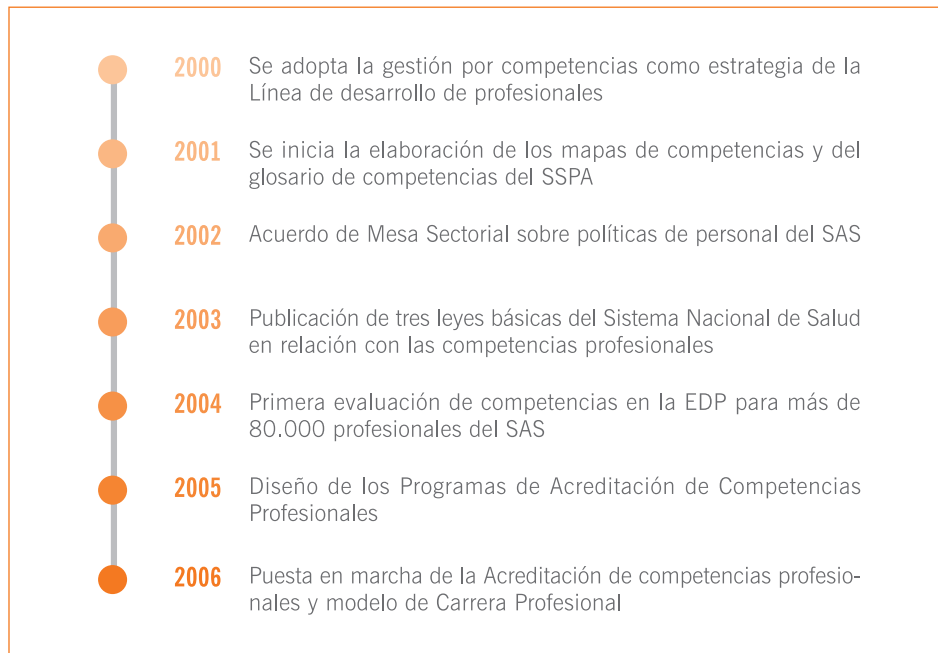 2000 Se adopta la gestión por competencias como estrategia de la
Línea de desarrollo de profesionales
2001 Se inicia la elaboración de los mapas de competencias y del
glosario de competencias del SSPA
2002 Acuerdo de Mesa Sectorial sobre políticas de personal del SAS
2003 Publicación de tres leyes básicas del Sistema Nacional de Salud
en relación con las competencias profesionales
2004 Primera evaluación de competencias en la EDP para más de
80.000 profesionales del SAS
2005 Diseño de los Programas de Acreditación de Competencias
Profesionales
2006 Puesta en marcha de la Acreditación de competencias profesio-
nales y modelo de Carrera Profesional